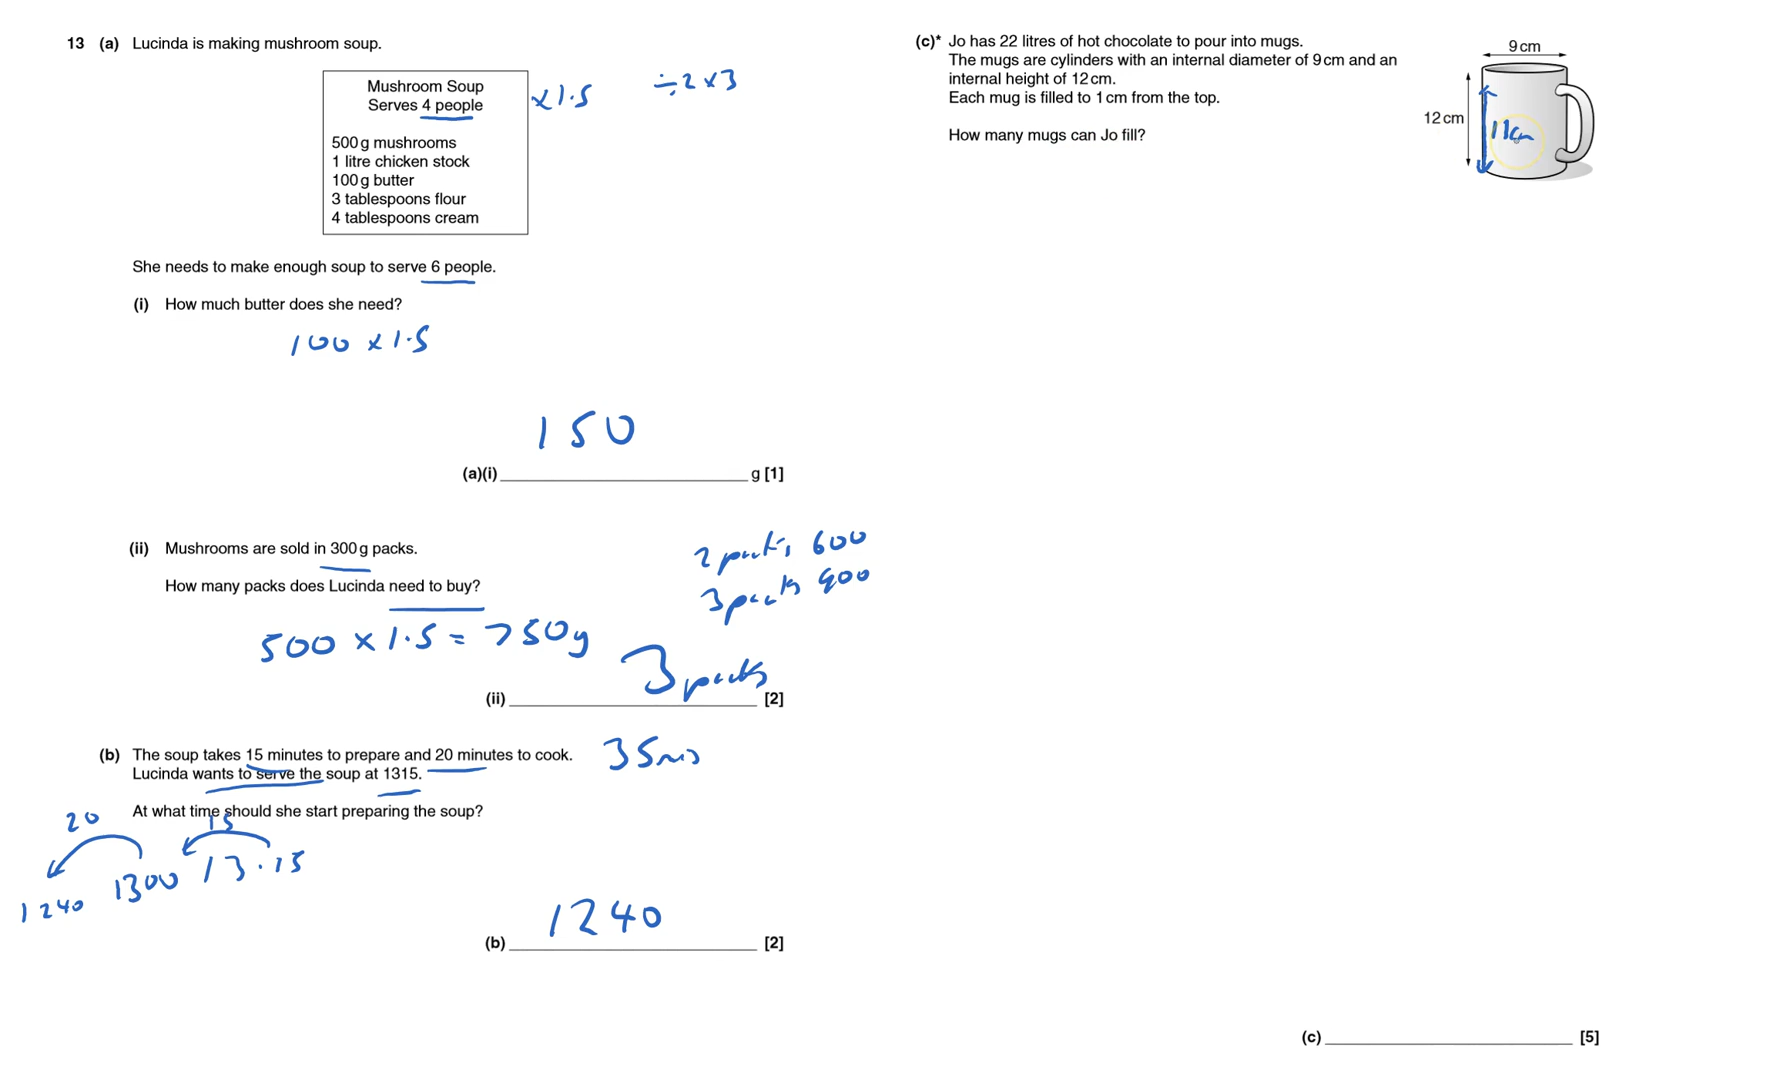 13 (a) Lucinda is making mushroom soup.
Mushroom Soup
Serves 4 people
×1.5 ÷2×3
500 g mushrooms
1 litre chicken stock
100 g butter
3 tablespoons flour
4 tablespoons cream
She needs to make enough soup to serve 6 people.
(i) How much butter does she need?
100 ×1.5
150
(a)(i) g [1]
(ii) Mushrooms are sold in 300 g packs.
2 packs 600
How many packs does Lucinda need to buy?
3 packs 900
500 × 1.5 = 750g
3 packs
(ii) [2]
(b) The soup takes 15 minutes to prepare and 20 minutes to cook.
35
Lucinda wants to serve the soup at 1315.
At what time should she start preparing the soup?
20 15
1240 1300 13.15
1240
(b) [2]
(c)* Jo has 22 litres of hot chocolate to pour into mugs.
The mugs are cylinders with an internal diameter of 9 cm and an
internal height of 12 cm.
Each mug is filled to 1 cm from the top.
How many mugs can Jo fill?
9 cm
12 cm
11cm
(c) [5]